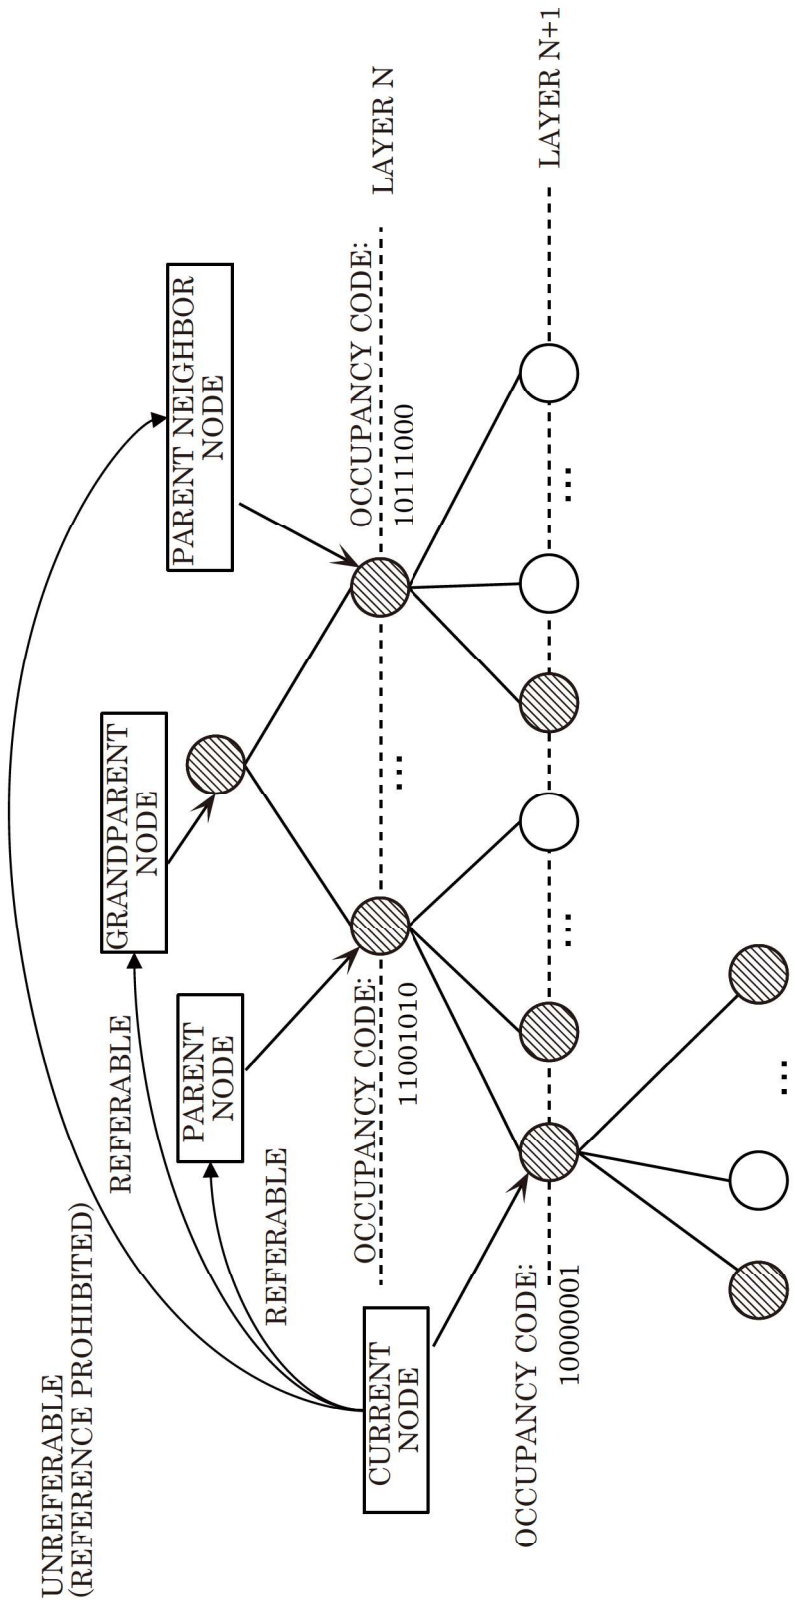 UNREFERABLE
(REFERENCE PROHIBITED)
REFERABLE
GRANDPARENT
NODE
PARENT NEIGHBOR
NODE
REFERABLE
PARENT
NODE
CURRENT
NODE
OCCUPANCY CODE:
11001010
...
OCCUPANCY CODE:
10111000
LAYER N
OCCUPANCY CODE:
10000001
...
...
LAYER N+1
...